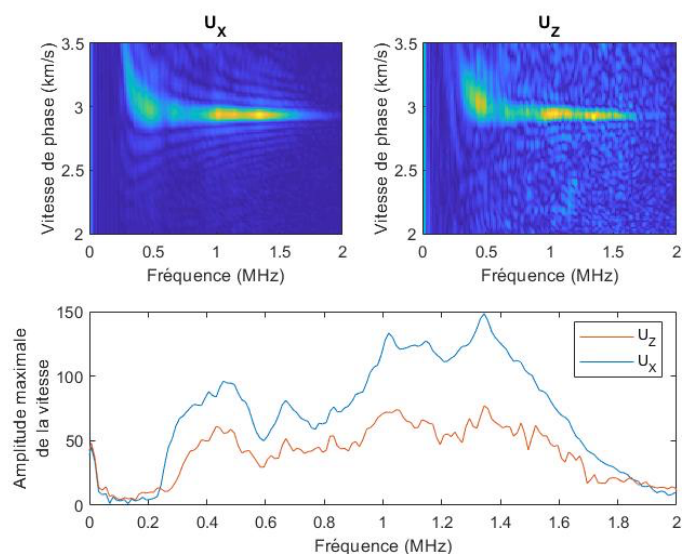 U_X
Vitesse de phase (km/s)
3.5
3
2.5
2
0 0.5 1 1.5 2
Fréquence (MHz)
U_Z
Vitesse de phase (km/s)
3.5
3
2.5
2
0 0.5 1 1.5 2
Fréquence (MHz)
Amplitude maximale
de la vitesse
150
100
50
0
U_Z
U_X
0 0.2 0.4 0.6 0.8 1 1.2 1.4 1.6 1.8 2
Fréquence (MHz)